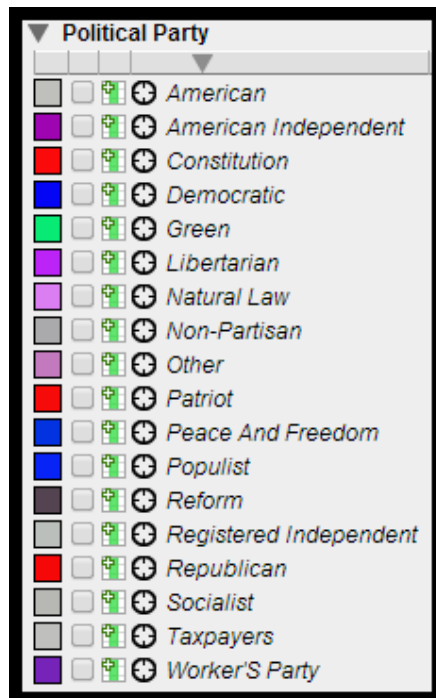 Political Party
American
American Independent
Constitution
Democratic
Green
Libertarian
Natural Law
Non-Partisan
Other
Patriot
Peace And Freedom
Populist
Reform
Registered Independent
Republican
Socialist
Taxpayers
Worker'S Party